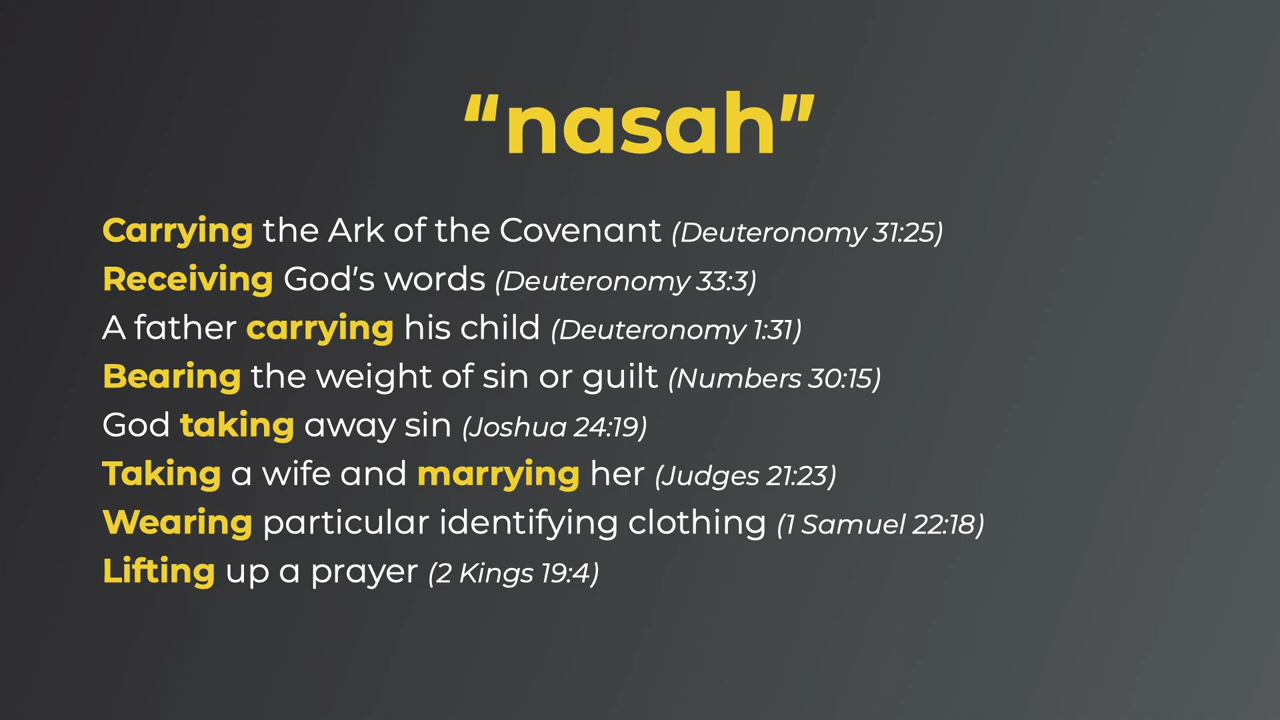 “nasah”
Carrying the Ark of the Covenant (Deuteronomy 31:25)
Receiving God's words (Deuteronomy 33:3)
A father carrying his child (Deuteronomy 1:31)
Bearing the weight of sin or guilt (Numbers 30:15)
God taking away sin (Joshua 24:19)
Taking a wife and marrying her (Judges 21:23)
Wearing particular identifying clothing (1 Samuel 22:18)
Lifting up a prayer (2 Kings 19:4)